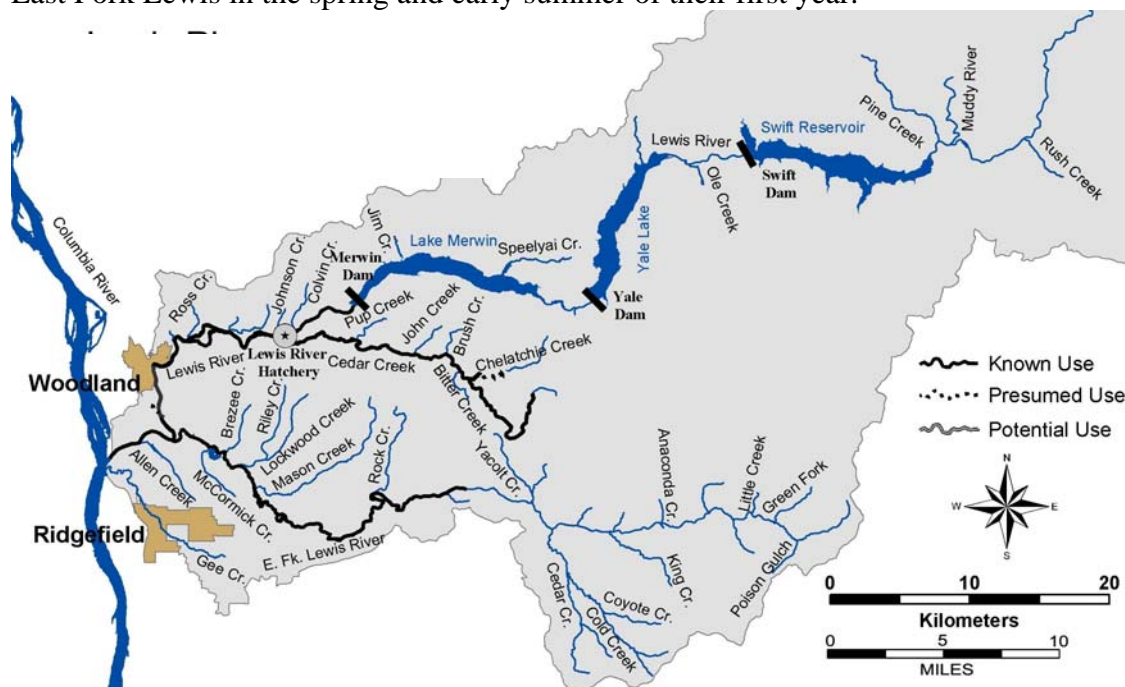 East Fork Lewis in the spring and early summer of their first year.
Pine Creek
Muddy River
Rush Creek
Swift Reservoir
Lewis River
Swift
Dam
Ole Creek
Yale Lake
Yale
Dam
Columbia River
Jim Cr.
Lake Merwin
Speelyai Cr.
Merwin
Dam
Johnson Cr.
Colvin Cr.
Ross Cr.
Pup Creek
John Creek
Brush Cr.
Chelatchie Creek
Lewis River
Lewis River
Hatchery
Cedar Creek
Bitter Creek
Woodland
Brezee Cr.
Riley Cr.
Lockwood Creek
Mason Creek
Rock Cr.
Yacolt Cr.
Allen Creek
McCormick Cr.
Ridgefield
Gee Cr.
E. Fk. Lewis River
Anaconda Cr.
Little Creek
Green Fork
King Cr.
Poison Gulch
Cedar Cr.
Coyote Cr.
Cold Creek
Known Use
Presumed Use
Potential Use
N
W E
S
0 10 20
Kilometers
0 5 10
MILES